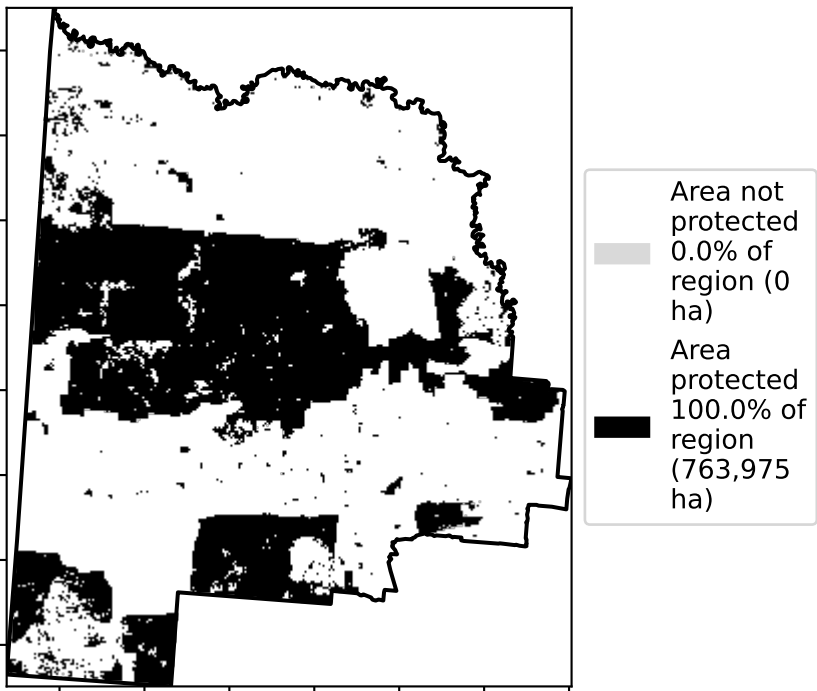 Area not
protected
0.0% of
region (0
ha)
Area
protected
100.0% of
region
(763,975
ha)